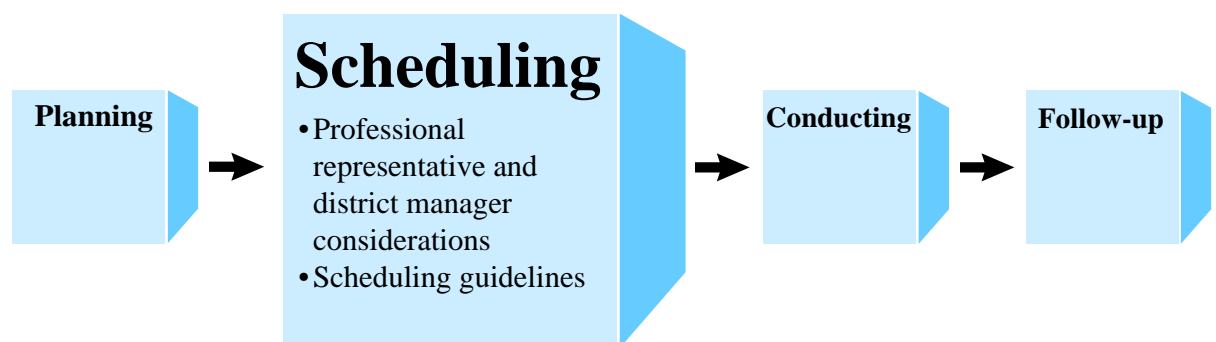 Planning
Scheduling
•Professional
representative and
district manager
considerations
•Scheduling guidelines
Conducting
Follow-up